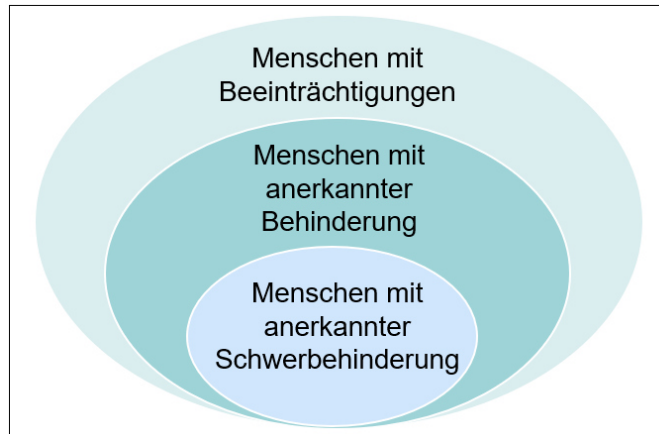 Menschen mit
Beeinträchtigungen
Menschen mit
anerkannter
Behinderung
Menschen mit
anerkannter
Schwerbehinderung